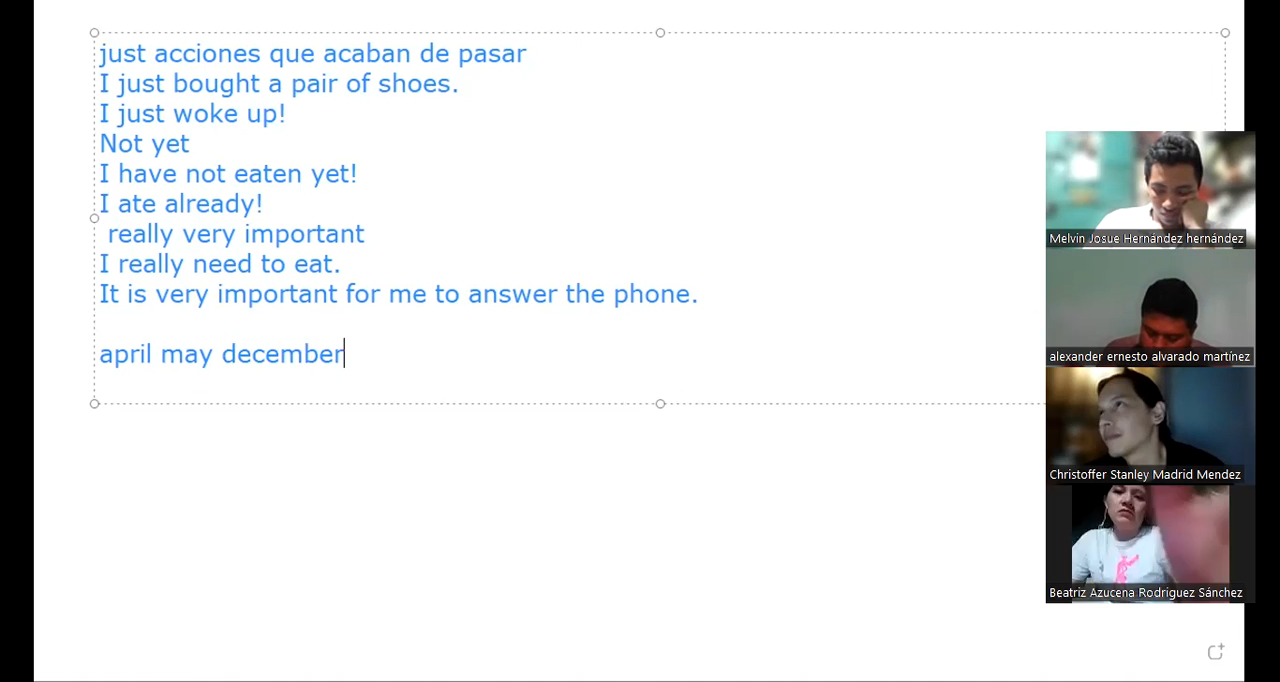 just acciones que acaban de pasar
I just bought a pair of shoes.
I just woke up!
Not yet
I have not eaten yet!
I ate already!
really very important
I really need to eat.
It is very important for me to answer the phone.
april may december
Melvin Josue Hernández hernández
alexander ernesto alvarado martínez
Christoffer Stanley Madrid Mendez
Beatriz Azucena Rodriguez Sánchez